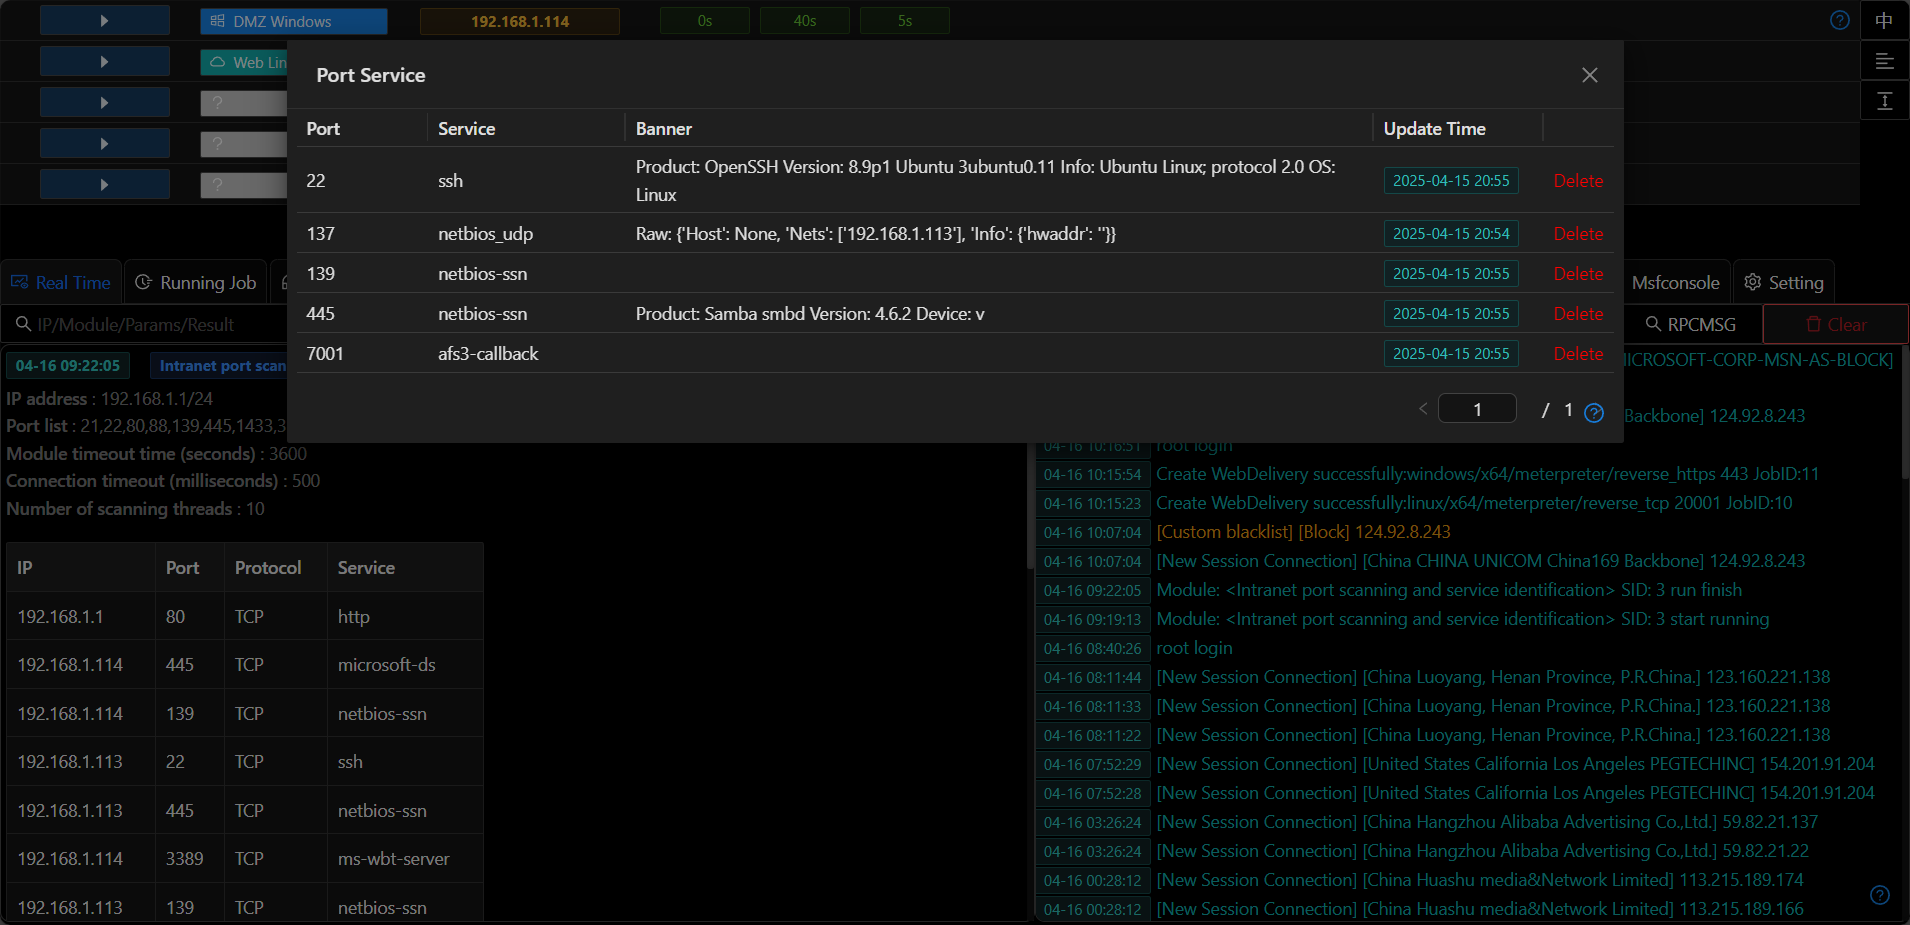 DMZ Windows 192.168.1.114 0s 40s 5s 中
Web Lin
?
?
?
Port Service
Port Service Banner Update Time
22 ssh Product: OpenSSH Version: 8.9p1 Ubuntu 3ubuntu0.11 Info: Ubuntu Linux; protocol 2.0 OS:
Linux 2025-04-15 20:55 Delete
137 netbios_udp Raw: {'Host': None, 'Nets': ['192.168.1.113'], 'Info': {'hwaddr': ''}} 2025-04-15 20:54 Delete
139 netbios-ssn 2025-04-15 20:55 Delete
445 netbios-ssn Product: Samba smbd Version: 4.6.2 Device: v 2025-04-15 20:55 Delete
7001 afs3-callback 2025-04-15 20:55 Delete
< 1 / 1 ?
Real Time Running Job Msfconsole Setting
IP/Module/Params/Result RPCMSG Clear
04-16 09:22:05 Intranet port scan
IP address : 192.168.1.1/24
Port list : 21,22,80,88,139,445,1433,3
Module timeout time (seconds) : 3600
Connection timeout (milliseconds) : 500
Number of scanning threads : 10
IP Port Protocol Service
192.168.1.1 80 TCP http
192.168.1.114 445 TCP microsoft-ds
192.168.1.114 139 TCP netbios-ssn
192.168.1.113 22 TCP ssh
192.168.1.113 445 TCP netbios-ssn
192.168.1.114 3389 TCP ms-wbt-server
192.168.1.113 139 TCP netbios-ssn
MICROSOFT-CORP-MSN-AS-BLOCK]
Backbone] 124.92.8.243
04-16 10:16:51 root login
04-16 10:15:54 Create WebDelivery successfully:windows/x64/meterpreter/reverse_https 443 JobID:11
04-16 10:15:23 Create WebDelivery successfully:linux/x64/meterpreter/reverse_tcp 20001 JobID:10
04-16 10:07:04 [Custom blacklist] [Block] 124.92.8.243
04-16 10:07:04 [New Session Connection] [China CHINA UNICOM China169 Backbone] 124.92.8.243
04-16 09:22:05 Module: <Intranet port scanning and service identification> SID: 3 run finish
04-16 09:19:13 Module: <Intranet port scanning and service identification> SID: 3 start running
04-16 08:40:26 root login
04-16 08:11:44 [New Session Connection] [China Luoyang, Henan Province, P.R.China.] 123.160.221.138
04-16 08:11:33 [New Session Connection] [China Luoyang, Henan Province, P.R.China.] 123.160.221.138
04-16 08:11:22 [New Session Connection] [China Luoyang, Henan Province, P.R.China.] 123.160.221.138
04-16 07:52:29 [New Session Connection] [United States California Los Angeles PEGTECHINC] 154.201.91.204
04-16 07:52:28 [New Session Connection] [United States California Los Angeles PEGTECHINC] 154.201.91.204
04-16 03:26:24 [New Session Connection] [China Hangzhou Alibaba Advertising Co.,Ltd.] 59.82.21.137
04-16 03:26:24 [New Session Connection] [China Hangzhou Alibaba Advertising Co.,Ltd.] 59.82.21.22
04-16 00:28:12 [New Session Connection] [China Huashu media&Network Limited] 113.215.189.174
04-16 00:28:12 [New Session Connection] [China Huashu media&Network Limited] 113.215.189.166